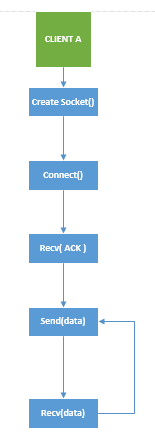 CLIENT A
Create Socket()
Connect()
Recv( ACK )
Send(data)
Recv(data)